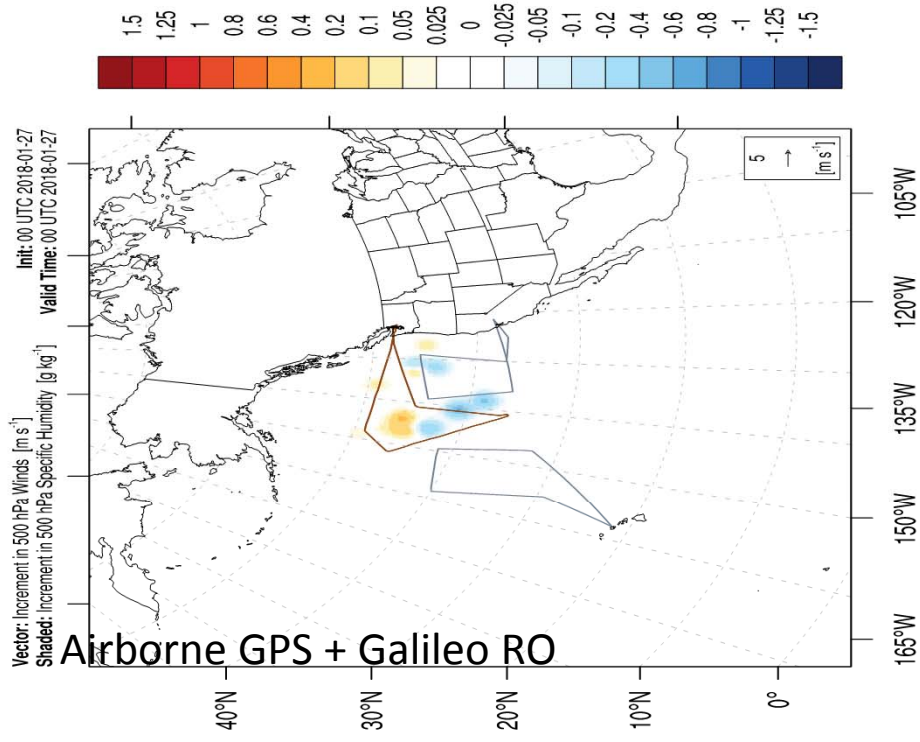 Vector: Increment in 500 hPa Winds [m s⁻¹]
Shaded: Increment in 500 hPa Specific Humidity [g kg⁻¹]
Init: 00 UTC 2018-01-27
Valid Time: 00 UTC 2018-01-27
1.5
1.25
1
0.8
0.6
0.4
0.2
0.1
0.05
0.025
0
-0.025
-0.05
-0.1
-0.2
-0.4
-0.6
-0.8
-1
-1.25
-1.5
5
[m s⁻¹]
40°N
30°N
20°N
10°N
0°
165°W
150°W
135°W
120°W
105°W
Airborne GPS + Galileo RO